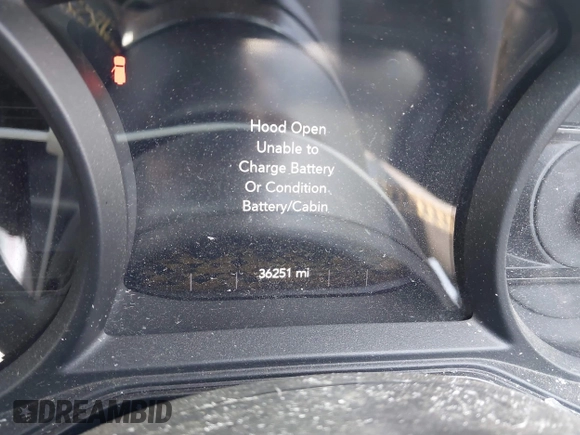 Hood Open
Unable to
Charge Battery
Or Condition
Battery/Cabin
36251 mi
DREAMBID